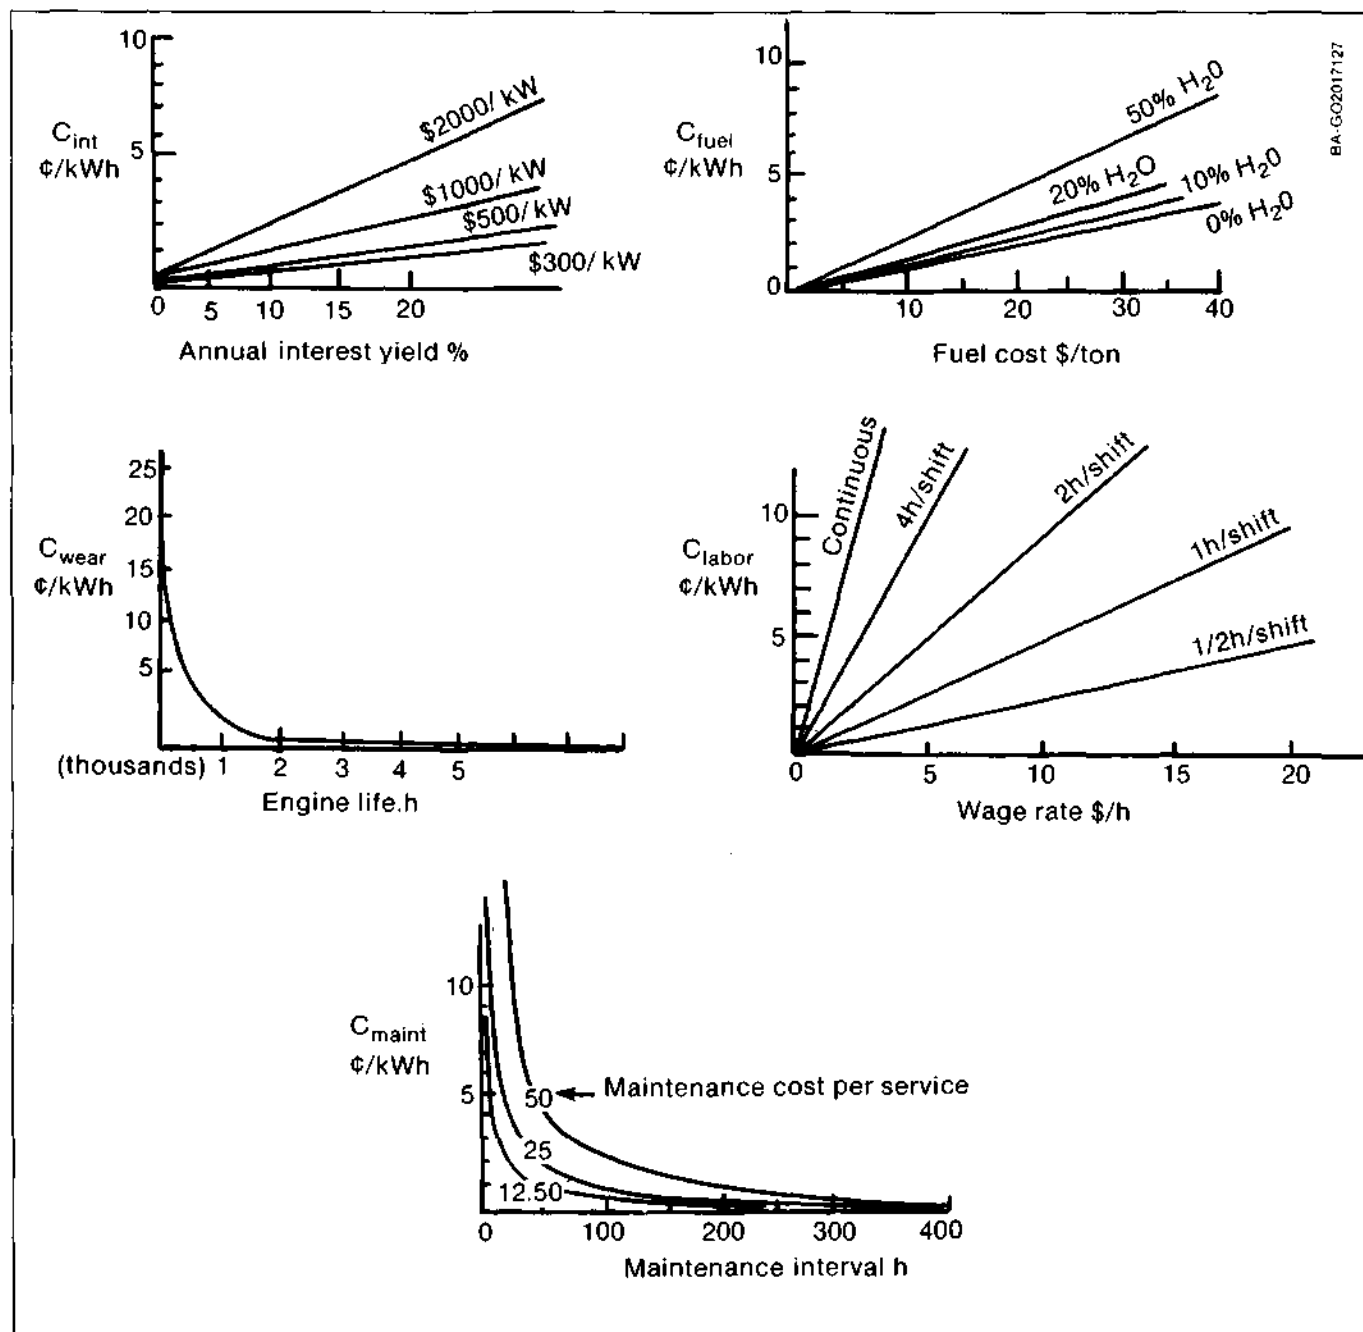 10
C_int
¢/kWh
5
$2000/ kW
$1000/ kW
$500/ kW
$300/ kW
0 5 10 15 20
Annual interest yield %
10
C_fuel
¢/kWh
5
0
50% H₂0
20% H₂O
10% H₂0
0% H₂0
10 20 30 40
Fuel cost $/ton
BA-GO2017127
25
20
C_wear
¢/kWh
15
10
5
(thousands) 1 2 3 4 5
Engine life.h
10
C_labor
¢/kWh
5
Continuous
4h/shift
2h/shift
1h/shift
1/2h/shift
0 5 10 15 20
Wage rate $/h
10
C_maint
¢/kWh
5
50
Maintenance cost per service
25
12.50
0 100 200 300 400
Maintenance interval h